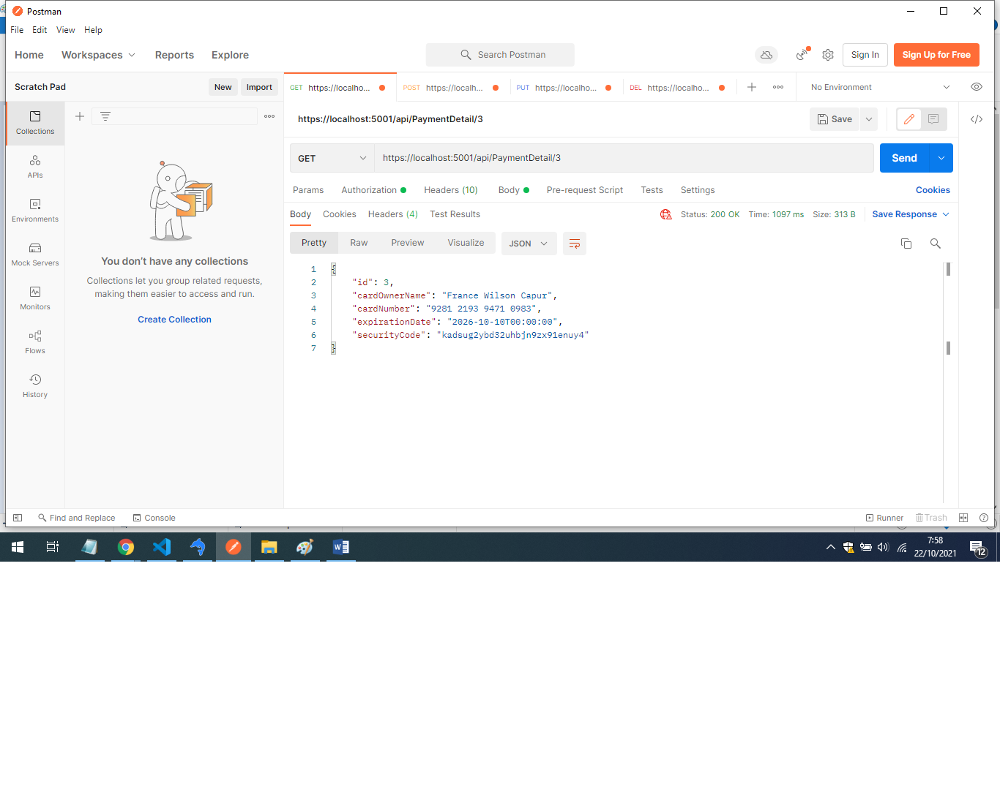 Postman
File Edit View Help
Home Workspaces Reports Explore Search Postman Sign In Sign Up for Free
Scratch Pad New Import GET https://localho... POST https://localho... PUT https://localho... DEL https://localho... No Environment
https://localhost:5001/api/PaymentDetail/3 Save
Collections
APIs
Environments
Mock Servers
Monitors
Flows
History
You don't have any collections
Collections let you group related requests,
making them easier to access and run.
Create Collection
GET https://localhost:5001/api/PaymentDetail/3 Send
Params Authorization Headers (10) Body Pre-request Script Tests Settings Cookies
Body Cookies Headers (4) Test Results Status: 200 OK Time: 1097 ms Size: 313 B Save Response
Pretty Raw Preview Visualize JSON
1 {
2 "id": 3,
3 "cardOwnerName": "France Wilson Capur",
4 "cardNumber": "9281 2193 9471 0983",
5 "expirationDate": "2026-10-10T00:00:00",
6 "securityCode": "kadsug2ybd32uhbjn9zx91enuy4"
7 }
Find and Replace Console Runner Trash
7:58
22/10/2021
12